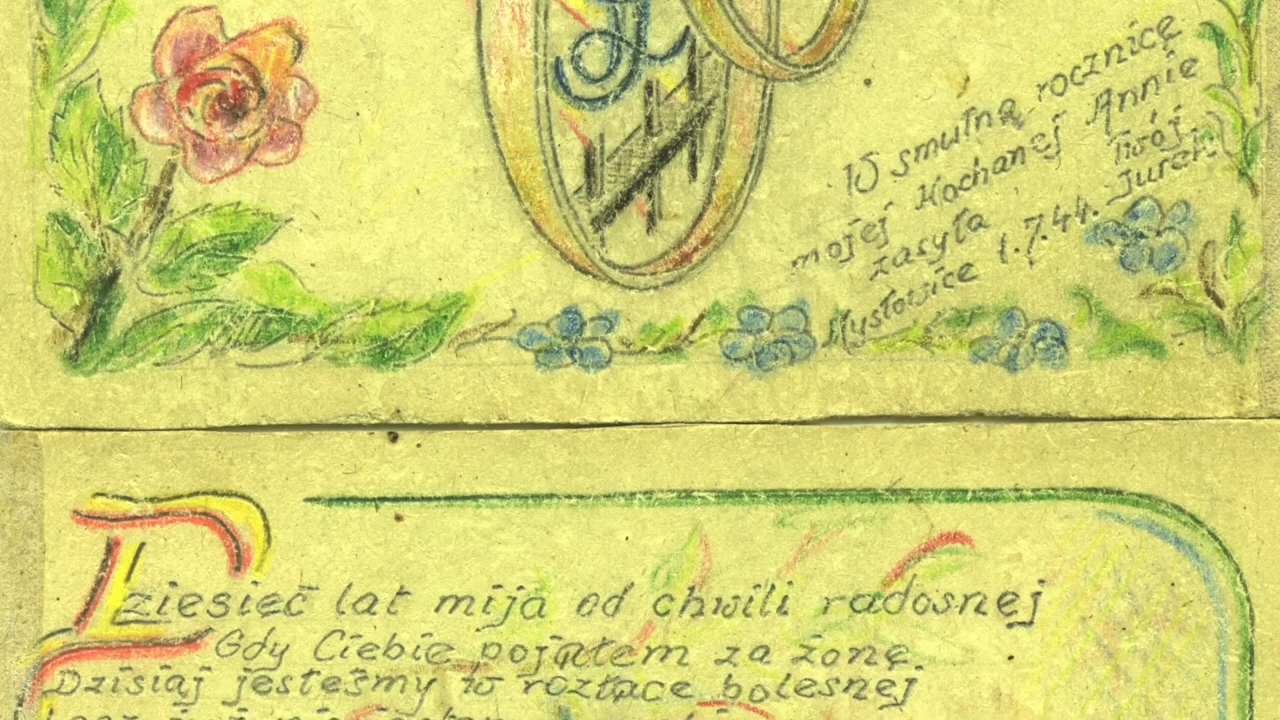 W smutną rocznicę
mojej Kochanej Annie
zasyła Twój
Mysłowice 1.7.44. Jurek
Dziesięć lat mija od chwili radosnej
Gdy Ciebie pojąłem za żonę.
Dzisiaj jesteśmy w rozłące bolesnej